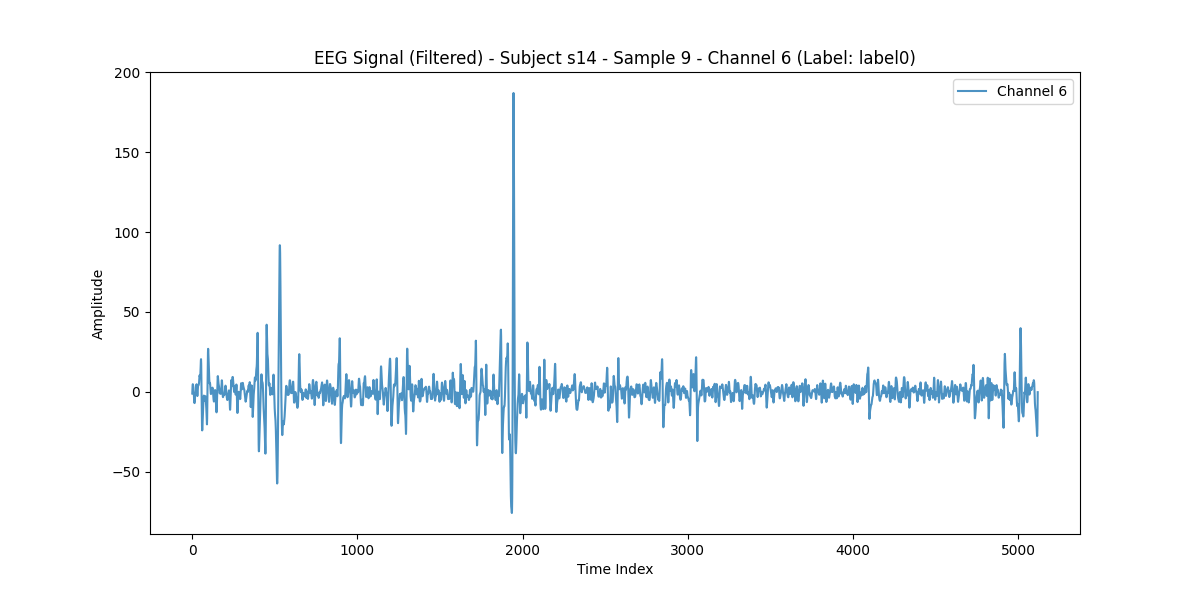 EEG Signal (Filtered) - Subject s14 - Sample 9 - Channel 6 (Label: label0)
Channel 6
200
150
100
50
0
−50
Amplitude
0 1000 2000 3000 4000 5000
Time Index